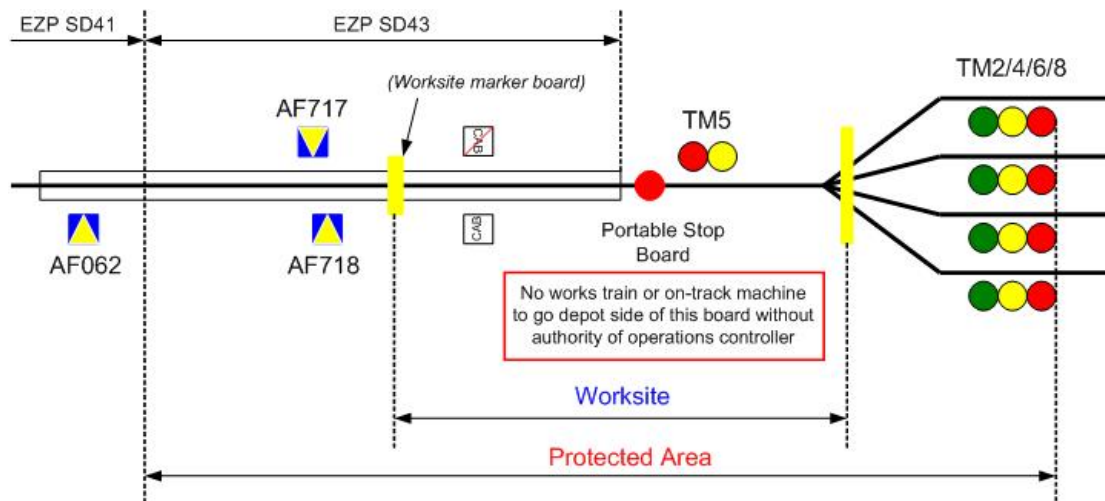 EZP SD41
EZP SD43
(Worksite marker board)
TM2/4/6/8
AF717
TM5
CAB
CAB
AF062
AF718
Portable Stop
Board
No works train or on-track machine
to go depot side of this board without
authority of operations controller
Worksite
Protected Area